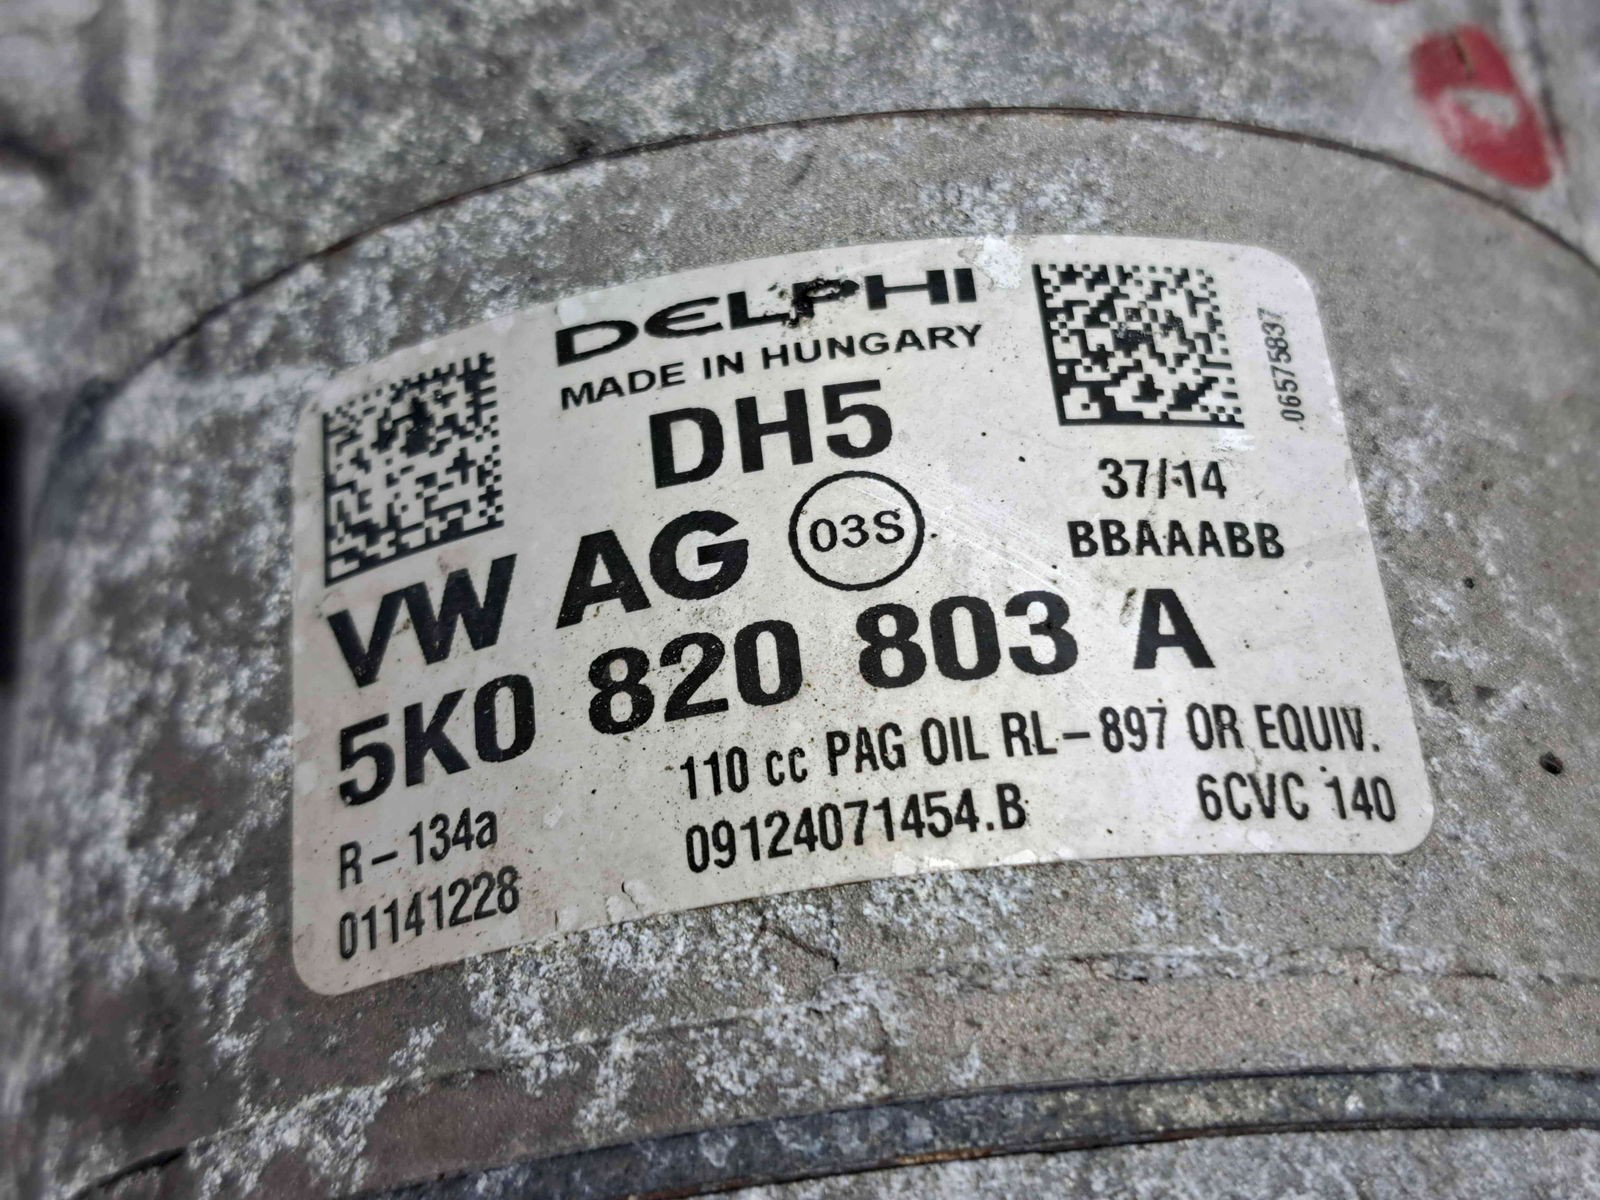 DELPHI
MADE IN HUNGARY
DH5
06575837
37/14
BBAAABB
VW AG 03S
5K0 820 803 A
110 cc PAG OIL RL-897 OR EQUIV.
R-134a
09124071454.B
6CVC 140
01141228